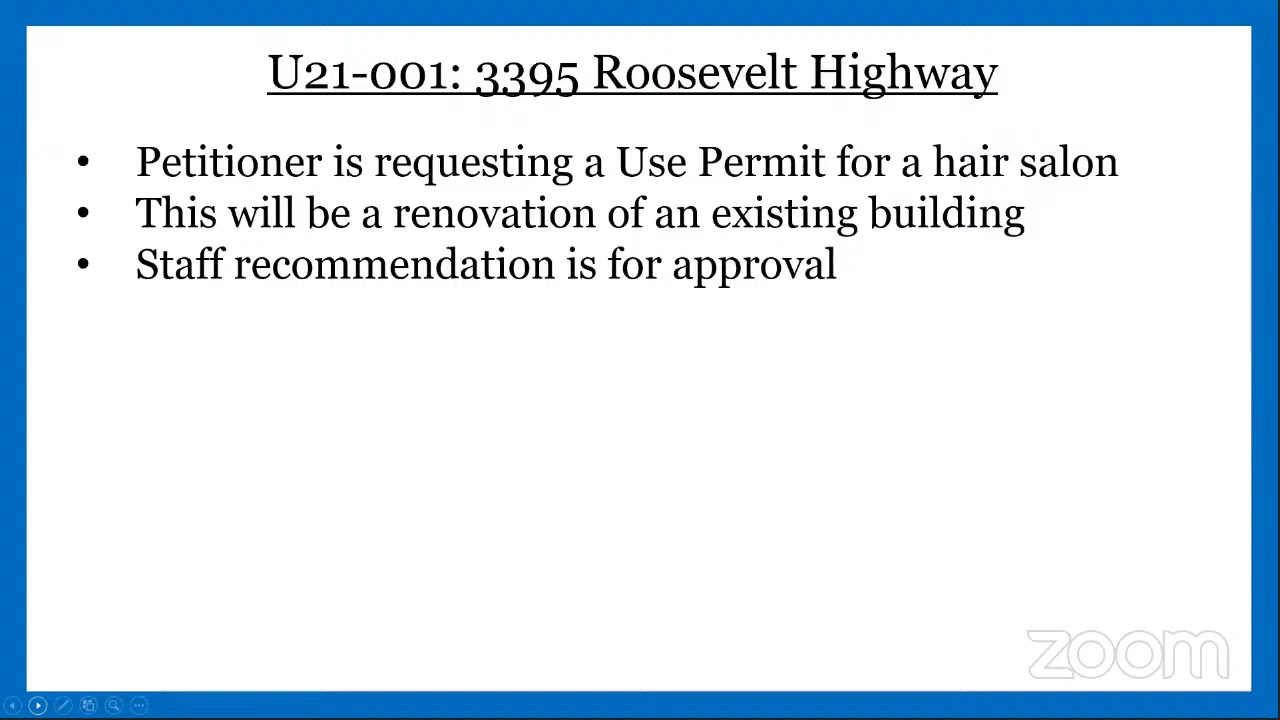 U21-001: 3395 Roosevelt Highway
• Petitioner is requesting a Use Permit for a hair salon
• This will be a renovation of an existing building
• Staff recommendation is for approval
zoom